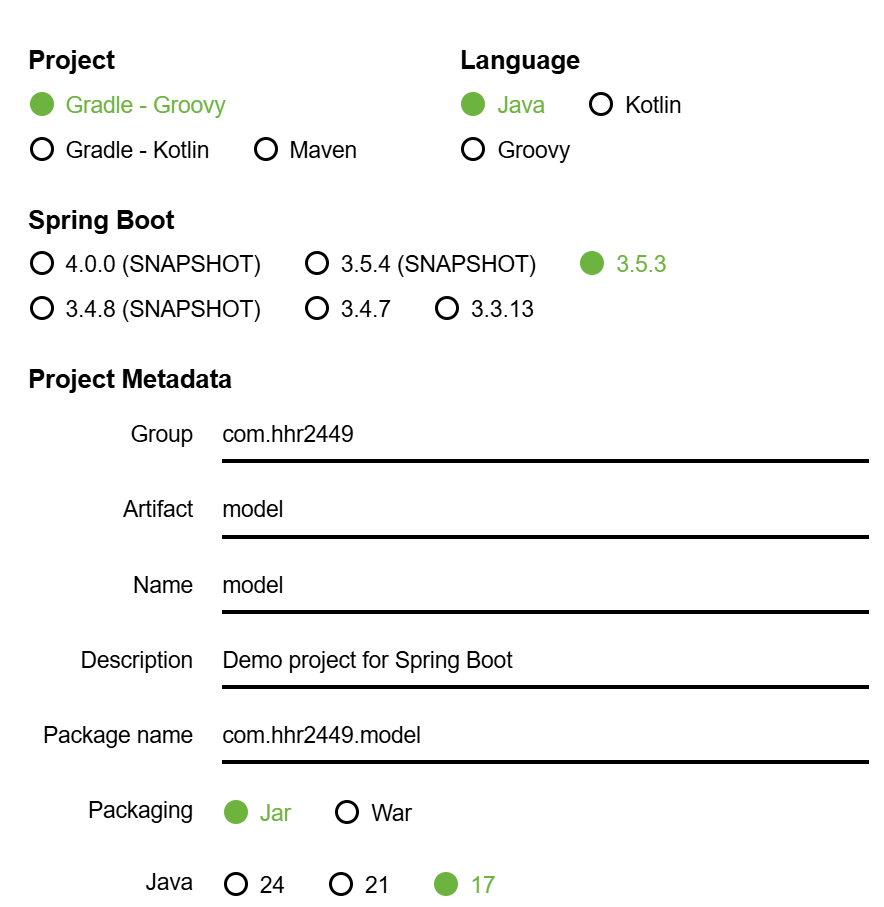 Project
Gradle - Groovy
Gradle - Kotlin Maven
Language
Java Kotlin
Groovy
Spring Boot
4.0.0 (SNAPSHOT) 3.5.4 (SNAPSHOT) 3.5.3
3.4.8 (SNAPSHOT) 3.4.7 3.3.13
Project Metadata
Group com.hhr2449
Artifact model
Name model
Description Demo project for Spring Boot
Package name com.hhr2449.model
Packaging Jar War
Java 24 21 17